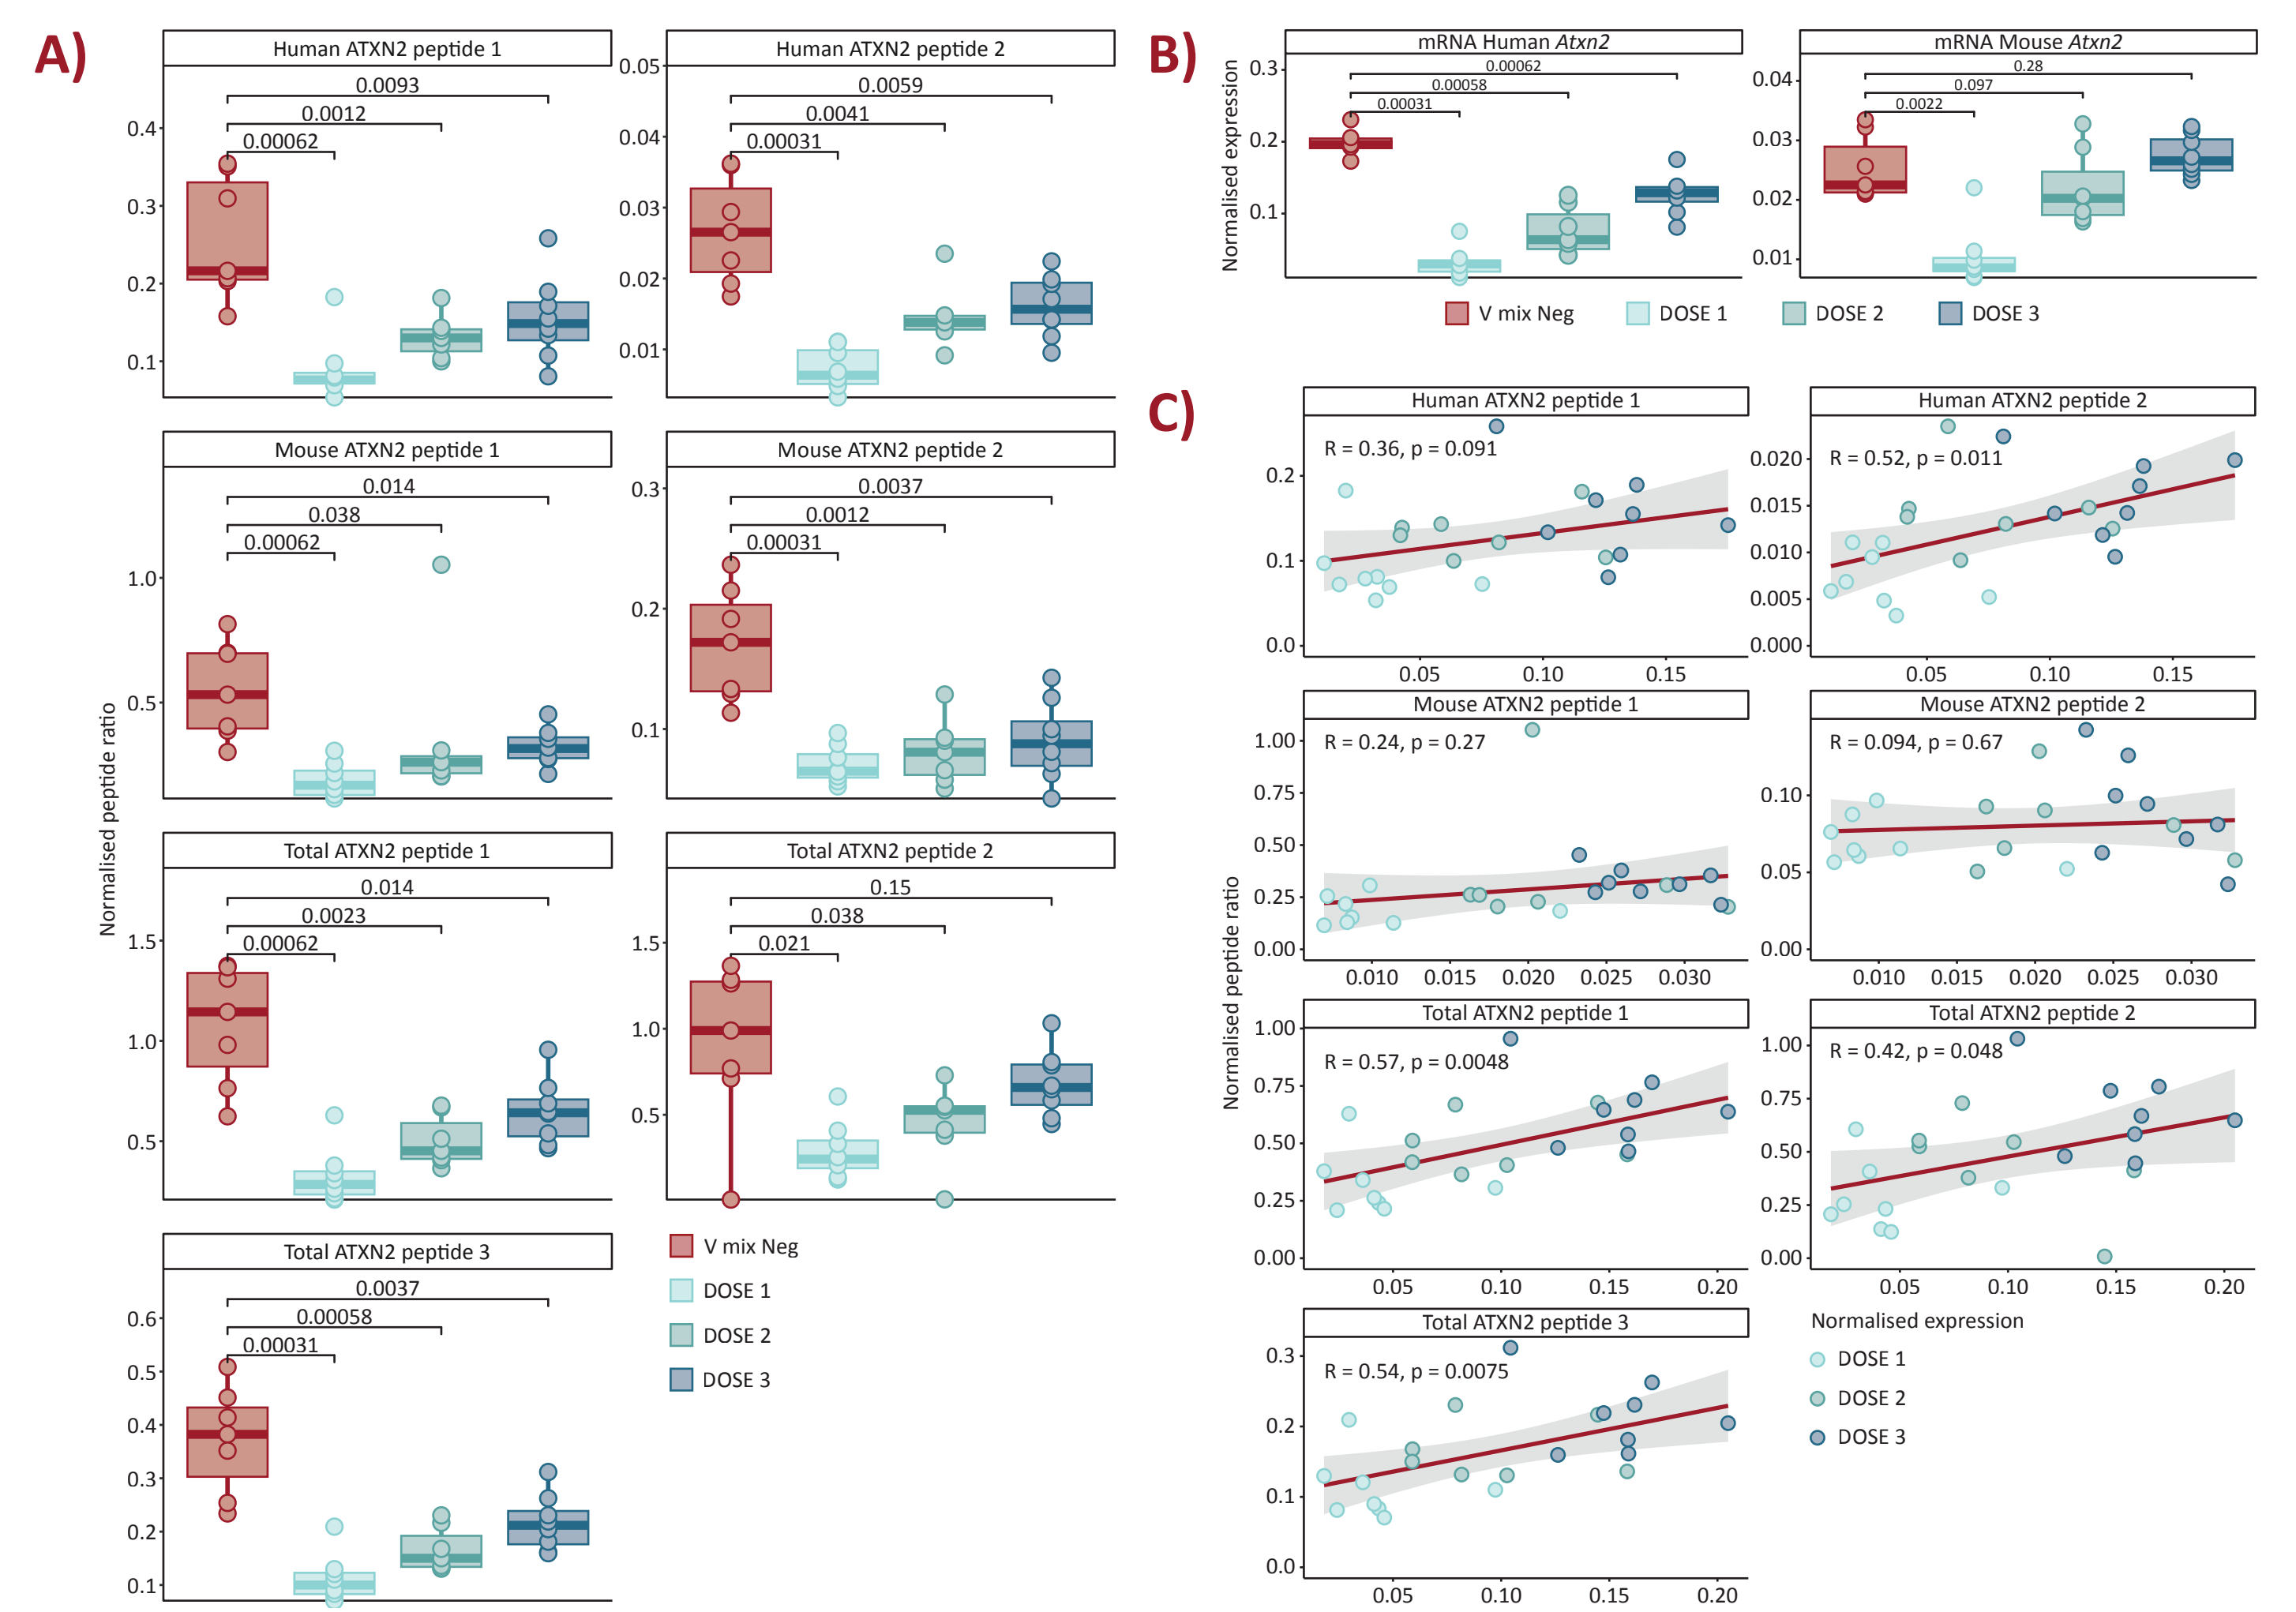 A)
Human ATXN2 peptide 1
0.0093
0.0012
0.00062
0.4
0.3
0.2
0.1
Human ATXN2 peptide 2
0.05
0.0059
0.0041
0.00031
0.04
0.03
0.02
0.01
Mouse ATXN2 peptide 1
0.014
0.038
0.00062
1.0
0.5
Mouse ATXN2 peptide 2
0.3
0.0037
0.0012
0.00031
0.2
0.1
Normalised peptide ratio
Total ATXN2 peptide 1
0.014
0.0023
0.00062
1.5
1.0
0.5
Total ATXN2 peptide 2
0.15
0.038
0.021
1.5
1.0
0.5
Total ATXN2 peptide 3
0.0037
0.00058
0.00031
0.6
0.5
0.4
0.3
0.2
0.1
V mix Neg
DOSE 1
DOSE 2
DOSE 3
B)
Normalised expression
mRNA Human Atxn2
0.3
0.00062
0.00058
0.00031
0.2
0.1
mRNA Mouse Atxn2
0.28
0.04
0.097
0.0022
0.03
0.02
0.01
V mix Neg DOSE 1 DOSE 2 DOSE 3
C)
Human ATXN2 peptide 1
R = 0.36, p = 0.091
0.2
0.1
0.0
0.05 0.10 0.15
Human ATXN2 peptide 2
R = 0.52, p = 0.011
0.020
0.015
0.010
0.005
0.000
0.05 0.10 0.15
Mouse ATXN2 peptide 1
R = 0.24, p = 0.27
1.00
0.75
0.50
0.25
0.00
0.010 0.015 0.020 0.025 0.030
Mouse ATXN2 peptide 2
R = 0.094, p = 0.67
0.10
0.05
0.00
0.010 0.015 0.020 0.025 0.030
Normalised peptide ratio
Total ATXN2 peptide 1
1.00
R = 0.57, p = 0.0048
0.75
0.50
0.25
0.00
0.05 0.10 0.15 0.20
Total ATXN2 peptide 2
1.00
R = 0.42, p = 0.048
0.75
0.50
0.25
0.00
0.05 0.10 0.15 0.20
Total ATXN2 peptide 3
0.3
R = 0.54, p = 0.0075
0.2
0.1
0.0
0.05 0.10 0.15 0.20
Normalised expression
DOSE 1
DOSE 2
DOSE 3